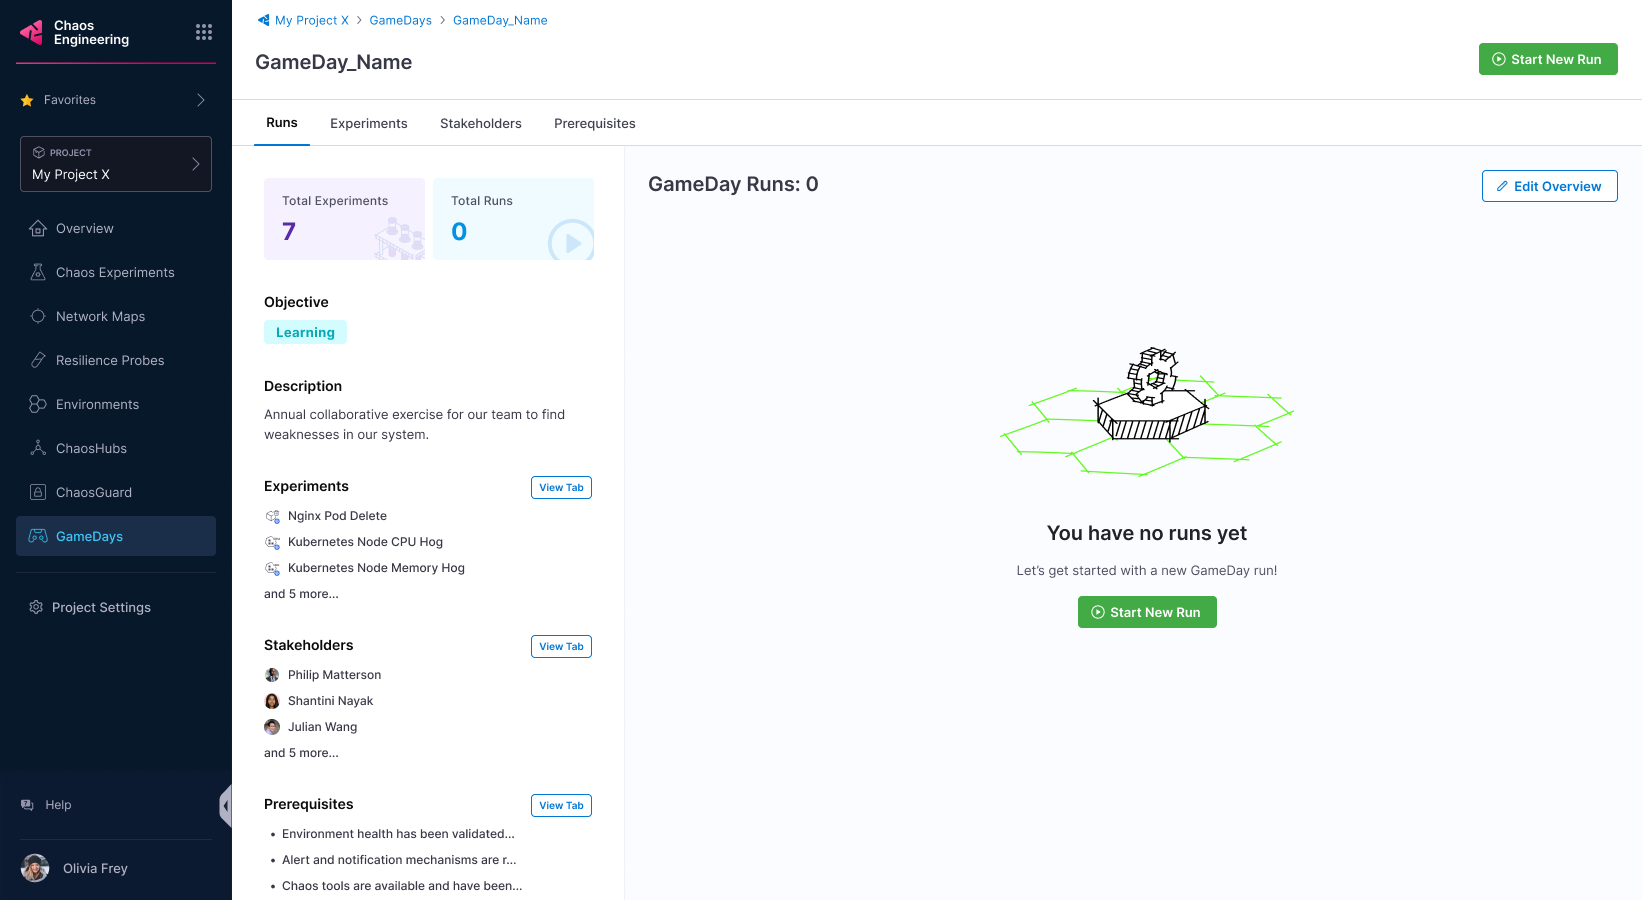 Chaos
Engineering
Favorites
PROJECT
My Project X
Overview
Chaos Experiments
Network Maps
Resilience Probes
Environments
ChaosHubs
ChaosGuard
GameDays
Project Settings
Help
Olivia Frey
My Project X > GameDays > GameDay_Name
GameDay_Name
Start New Run
Runs Experiments Stakeholders Prerequisites
Total Experiments
7
Total Runs
0
Objective
Learning
Description
Annual collaborative exercise for our team to find
weaknesses in our system.
Experiments
View Tab
Nginx Pod Delete
Kubernetes Node CPU Hog
Kubernetes Node Memory Hog
and 5 more...
Stakeholders
View Tab
Philip Matterson
Shantini Nayak
Julian Wang
and 5 more...
Prerequisites
View Tab
• Environment health has been validated...
• Alert and notification mechanisms are r...
• Chaos tools are available and have been...
GameDay Runs: 0
Edit Overview
You have no runs yet
Let's get started with a new GameDay run!
Start New Run